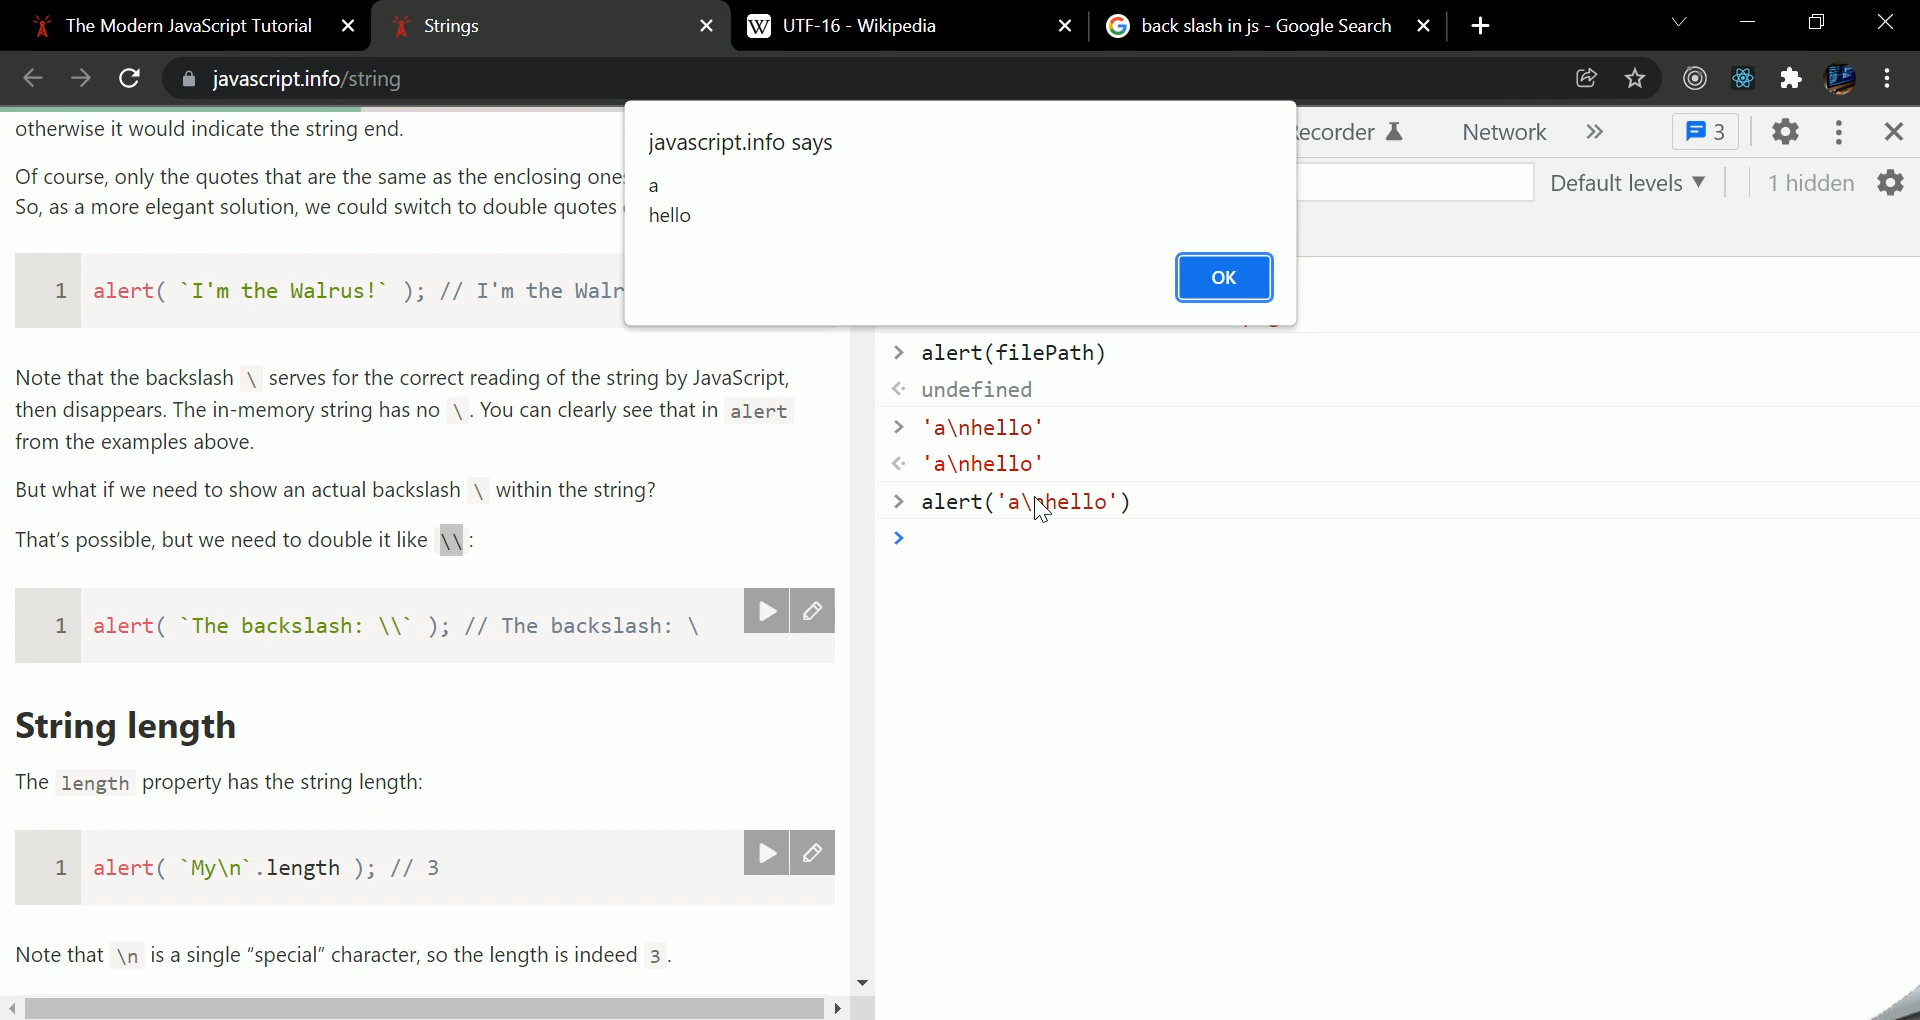 The Modern JavaScript Tutorial
Strings
UTF-16 - Wikipedia
back slash in js - Google Search
javascript.info/string
otherwise it would indicate the string end.
Of course, only the quotes that are the same as the enclosing one
So, as a more elegant solution, we could switch to double quotes
1 alert( `I'm the Walrus!` ); // I'm the Walr
Note that the backslash \ serves for the correct reading of the string by JavaScript,
then disappears. The in-memory string has no \. You can clearly see that in alert
from the examples above.
But what if we need to show an actual backslash \ within the string?
That's possible, but we need to double it like \\:
1 alert( `The backslash: \\` ); // The backslash: \
String length
The length property has the string length:
1 alert( `My\n`.length ); // 3
Note that \n is a single “special” character, so the length is indeed 3.
javascript.info says
a
hello
OK
ecorder Network » 3
Default levels ▼ 1 hidden
> alert(filePath)
undefined
> 'a\nhello'
'a\nhello'
> alert('a\nhello')
>